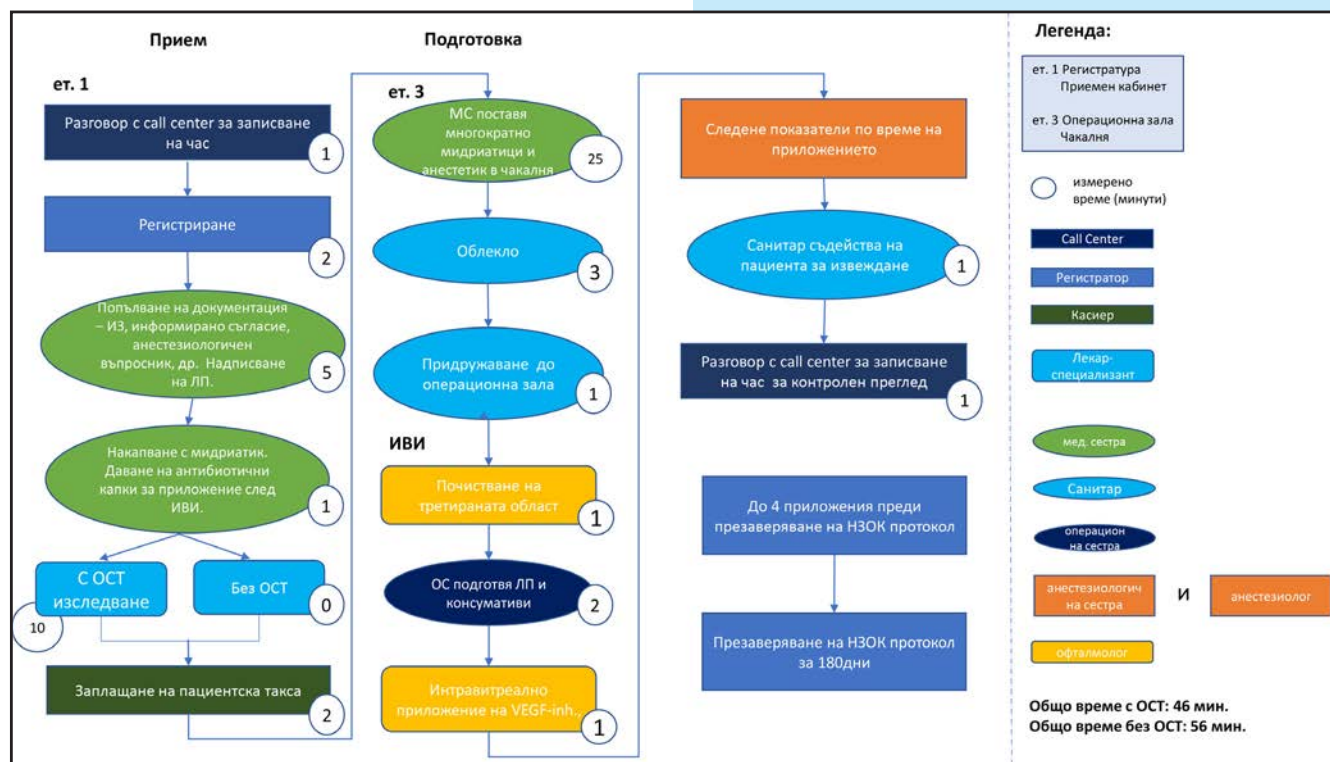 Прием
ет. 1
Разговор с call center за записване
на час
1
Регистриране
2
Попълване на документация
– ИЗ, информирано съгласие,
анестезиологичен
въпросник, др. Надписване
на ЛП.
5
Накапване с мидриатик.
Даване на антибиотични
капки за приложение след
ИВИ.
1
С ОСТ
изследване
10
Без ОСТ
0
Заплащане на пациентска такса
2
Подготовка
ет. 3
МС поставя
многократно
мидриатици и
анестетик в чакалня
25
Облекло
3
Придружаване до
операционна зала
1
ИВИ
Почистване на
третираната област
1
ОС подготвя ЛП и
консумативи
2
Интравитреално
приложение на VEGF-inh.,
1
Следене показатели по време на
приложението
Санитар съдейства на
пациента за извеждане
1
Разговор с call center за записване
на час за контролен преглед
1
До 4 приложения преди
презаверяване на НЗОК протокол
Презаверяване на НЗОК протокол
за 180дни
Легенда:
ет. 1 Регистратура
Приемен кабинет
ет. 3 Операционна зала
Чакалня
измерено
време (минути)
Call Center
Регистратор
Касиер
Лекар-
специализант
мед. сестра
Санитар
операцион
на сестра
анестезиологич
на сестра
И
анестезиолог
офталмолог
Общо време с ОСТ: 46 мин.
Общо време без ОСТ: 56 мин.